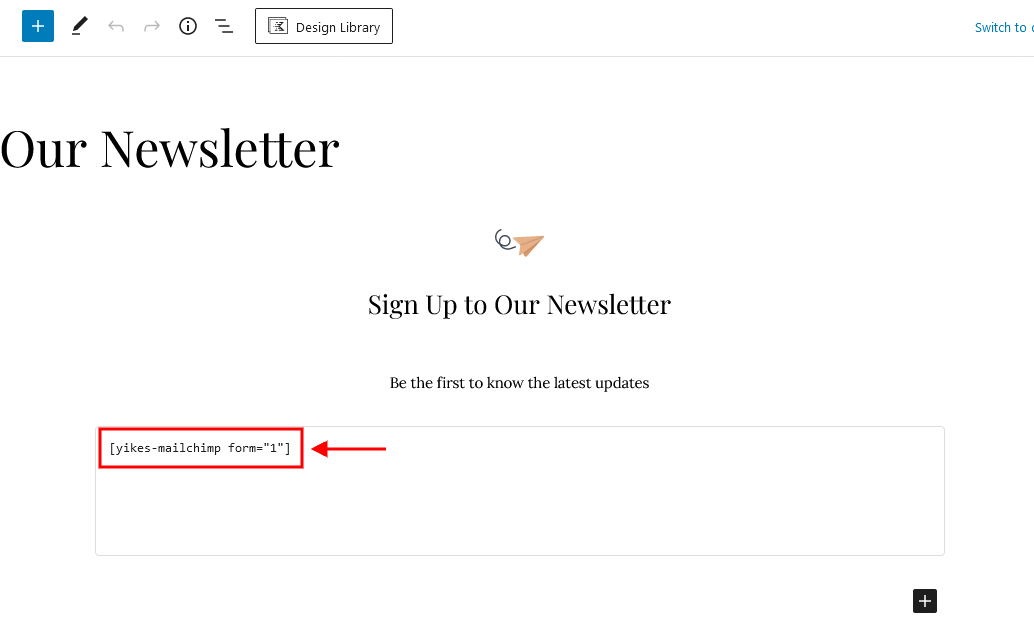 Design Library
Switch to
Our Newsletter
Sign Up to Our Newsletter
Be the first to know the latest updates
[yikes-mailchimp form="1"]